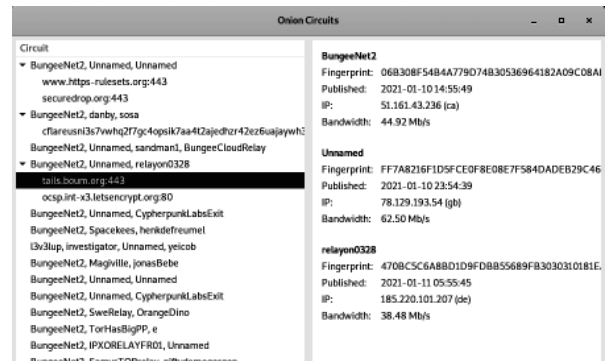 Onion Circuits
Circuit
BungeeNet2, Unnamed, Unnamed
www.https-rulesets.org:443
securedrop.org:443
BungeeNet2, danby, sosa
cflareusni3s7vwhq2f7gc4opsik7aa4t2ajedhzr42ez6uajaywh3
BungeeNet2, Unnamed, sandman1, BungeeCloudRelay
BungeeNet2, Unnamed, relayon0328
tails.boum.org:443
ocsp.int-x3.letsencrypt.org:80
BungeeNet2, Unnamed, CypherpunkLabsExit
BungeeNet2, Spacekees, henkdefreumel
l3v3lup, investigator, Unnamed, yeicob
BungeeNet2, Magiville, jonasBebe
BungeeNet2, Unnamed, Unnamed
BungeeNet2, Unnamed, CypherpunkLabsExit
BungeeNet2, SweRelay, OrangeDino
BungeeNet2, TorHasBigPP, e
BungeeNet2, IPXORELAYFR01, Unnamed
BungeeNet2
Fingerprint: 06B308F54B4A779D74B30536964182A09C08AI
Published: 2021-01-10 14:55:49
IP: 51.161.43.236 (ca)
Bandwidth: 44.92 Mb/s
Unnamed
Fingerprint: FF7A8216F1D5FCE0F8E08E7F584DADEB29C46
Published: 2021-01-10 23:54:39
IP: 78.129.193.54 (gb)
Bandwidth: 62.50 Mb/s
relayon0328
Fingerprint: 470BC5C6A8BD1D9FDBB55689FB3030310181E
Published: 2021-01-11 05:55:45
IP: 185.220.101.207 (de)
Bandwidth: 38.48 Mb/s